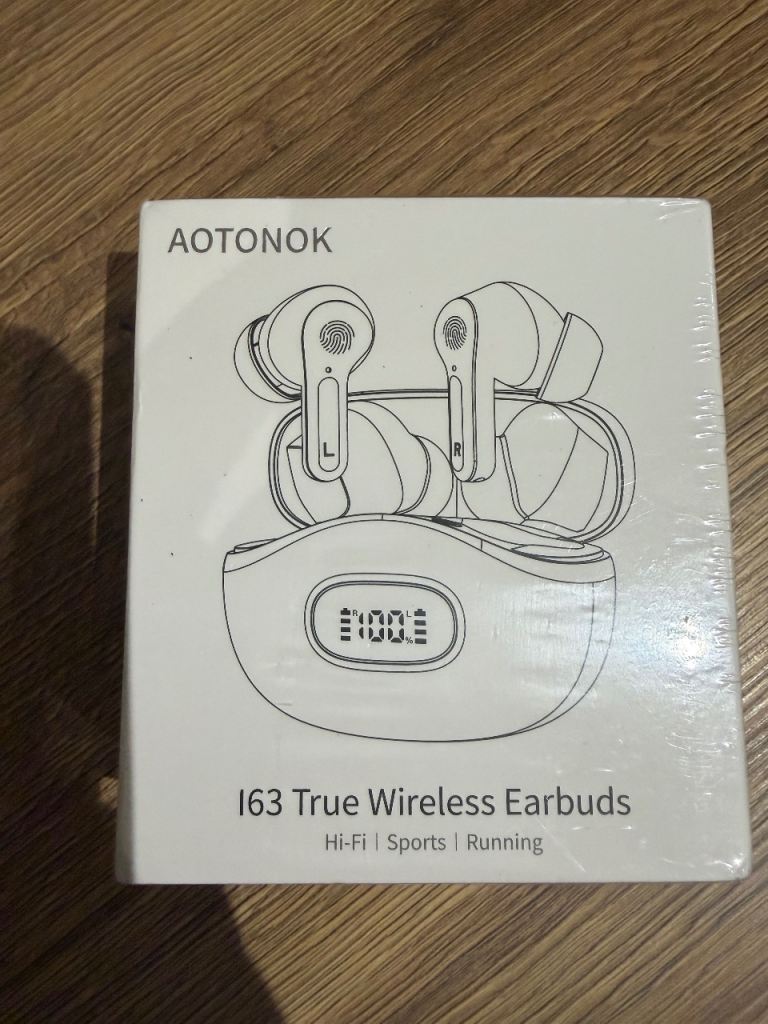 AOTONOK
L
R
R 100% L
I63 True Wireless Earbuds
Hi-Fi | Sports | Running